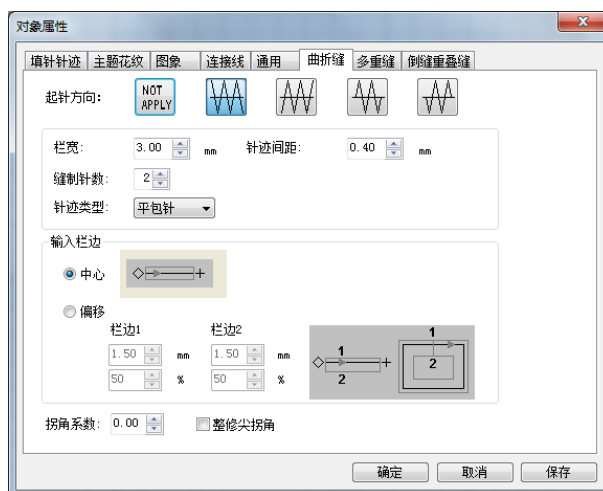 对象属性
填针针迹 主题花纹 图象 连接线 通用 曲折缝 多重缝 倒缝重叠缝
起针方向: NOT APPLY
栏宽: 3.00 mm 针迹间距: 0.40 mm
缝制针数: 2
针迹类型: 平包针
输入栏边
中心
偏移
栏边1 栏边2
1.50 mm 1.50 mm
50 % 50 %
1
2
1
2
拐角系数: 0.00 整修尖拐角
确定 取消 保存